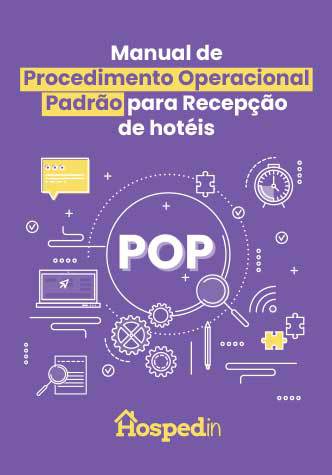 Manual de
Procedimento Operacional
Padrão para Recepção
de hotéis
POP
Hospedin